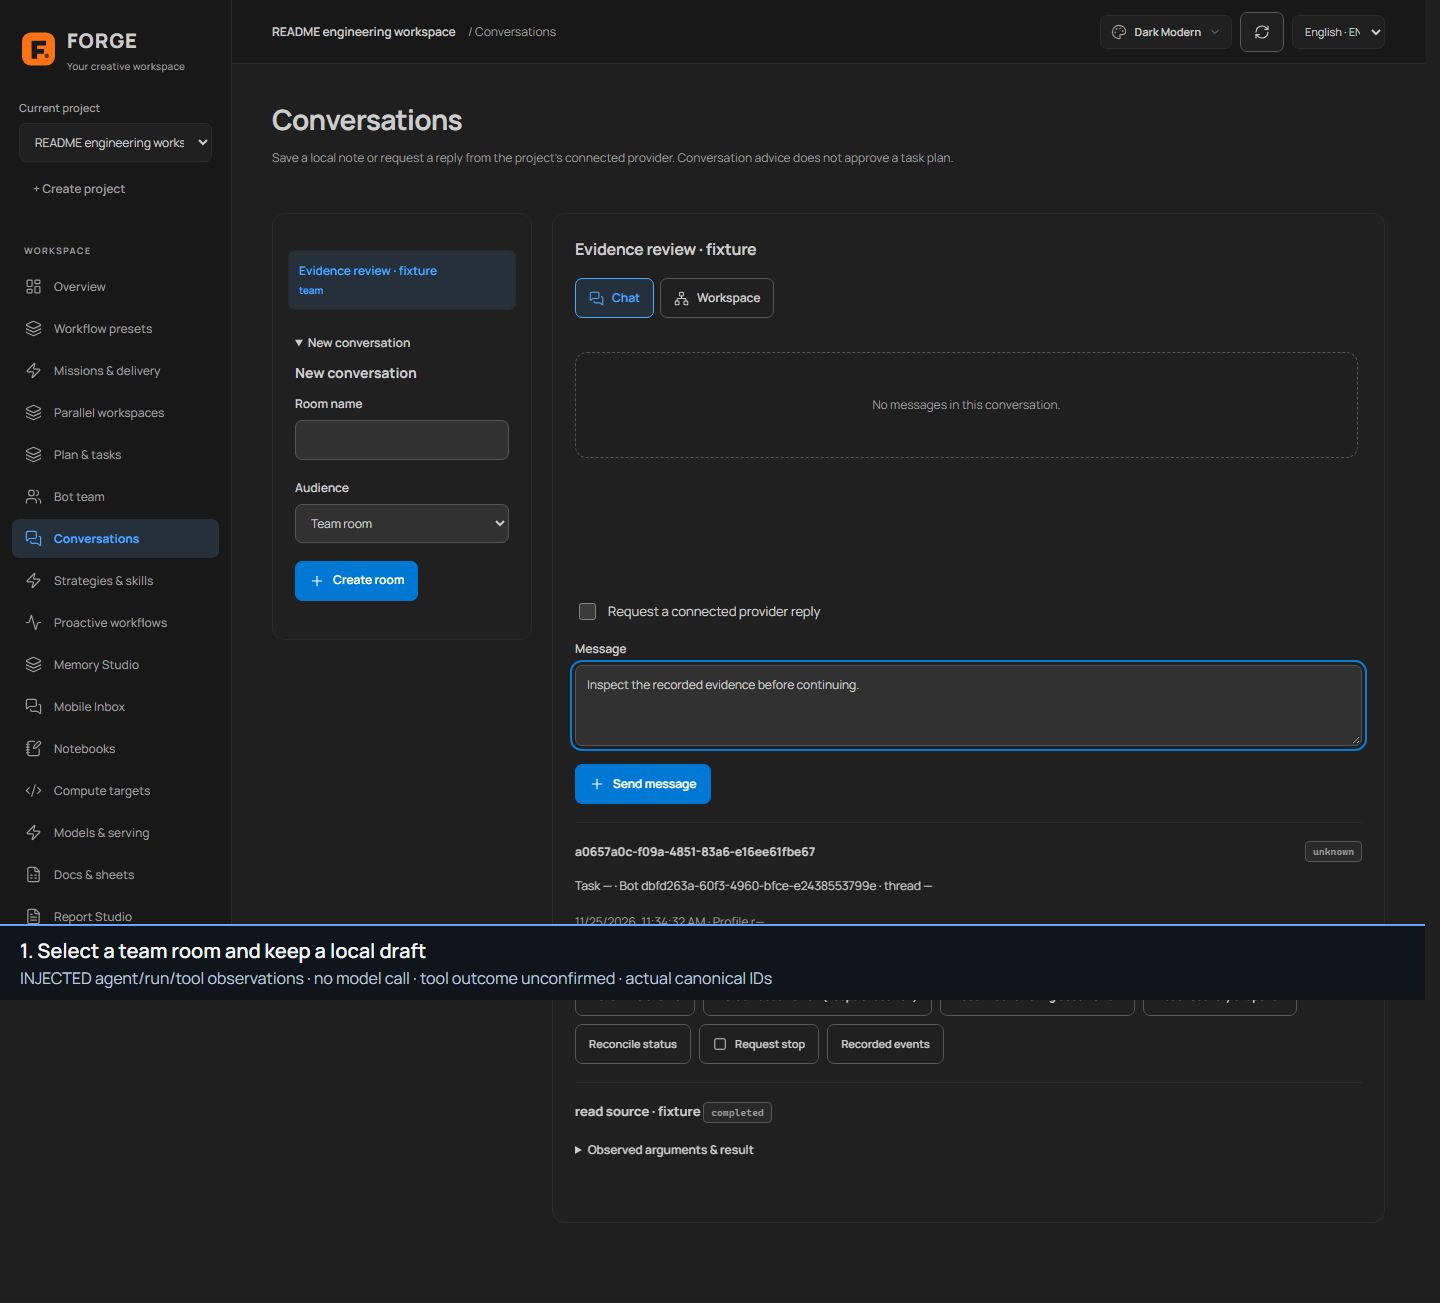 FORGE
Your creative workspace
Current project
README engineering works
+ Create project
WORKSPACE
Overview
Workflow presets
Missions & delivery
Parallel workspaces
Plan & tasks
Bot team
Conversations
Strategies & skills
Proactive workflows
Memory Studio
Mobile Inbox
Notebooks
Compute targets
Models & serving
Docs & sheets
Report Studio
README engineering workspace / Conversations
Dark Modern
English · EN
Conversations
Save a local note or request a reply from the project's connected provider. Conversation advice does not approve a task plan.
Evidence review · fixture
team
New conversation
New conversation
Room name
Audience
Team room
Create room
Evidence review · fixture
Chat
Workspace
No messages in this conversation.
Request a connected provider reply
Message
Inspect the recorded evidence before continuing.
Send message
a0657a0c-f09a-4851-83a6-e16ee61fbe67
unknown
Task — · Bot dbfd263a-60f3-4960-bfce-e2438553799e · thread —
11/25/2026, 11:34:32 AM · Profile r—
1. Select a team room and keep a local draft
INJECTED agent/run/tool observations · no model call · tool outcome unconfirmed · actual canonical IDs
Reconcile status
Request stop
Recorded events
read source · fixture completed
Observed arguments & result